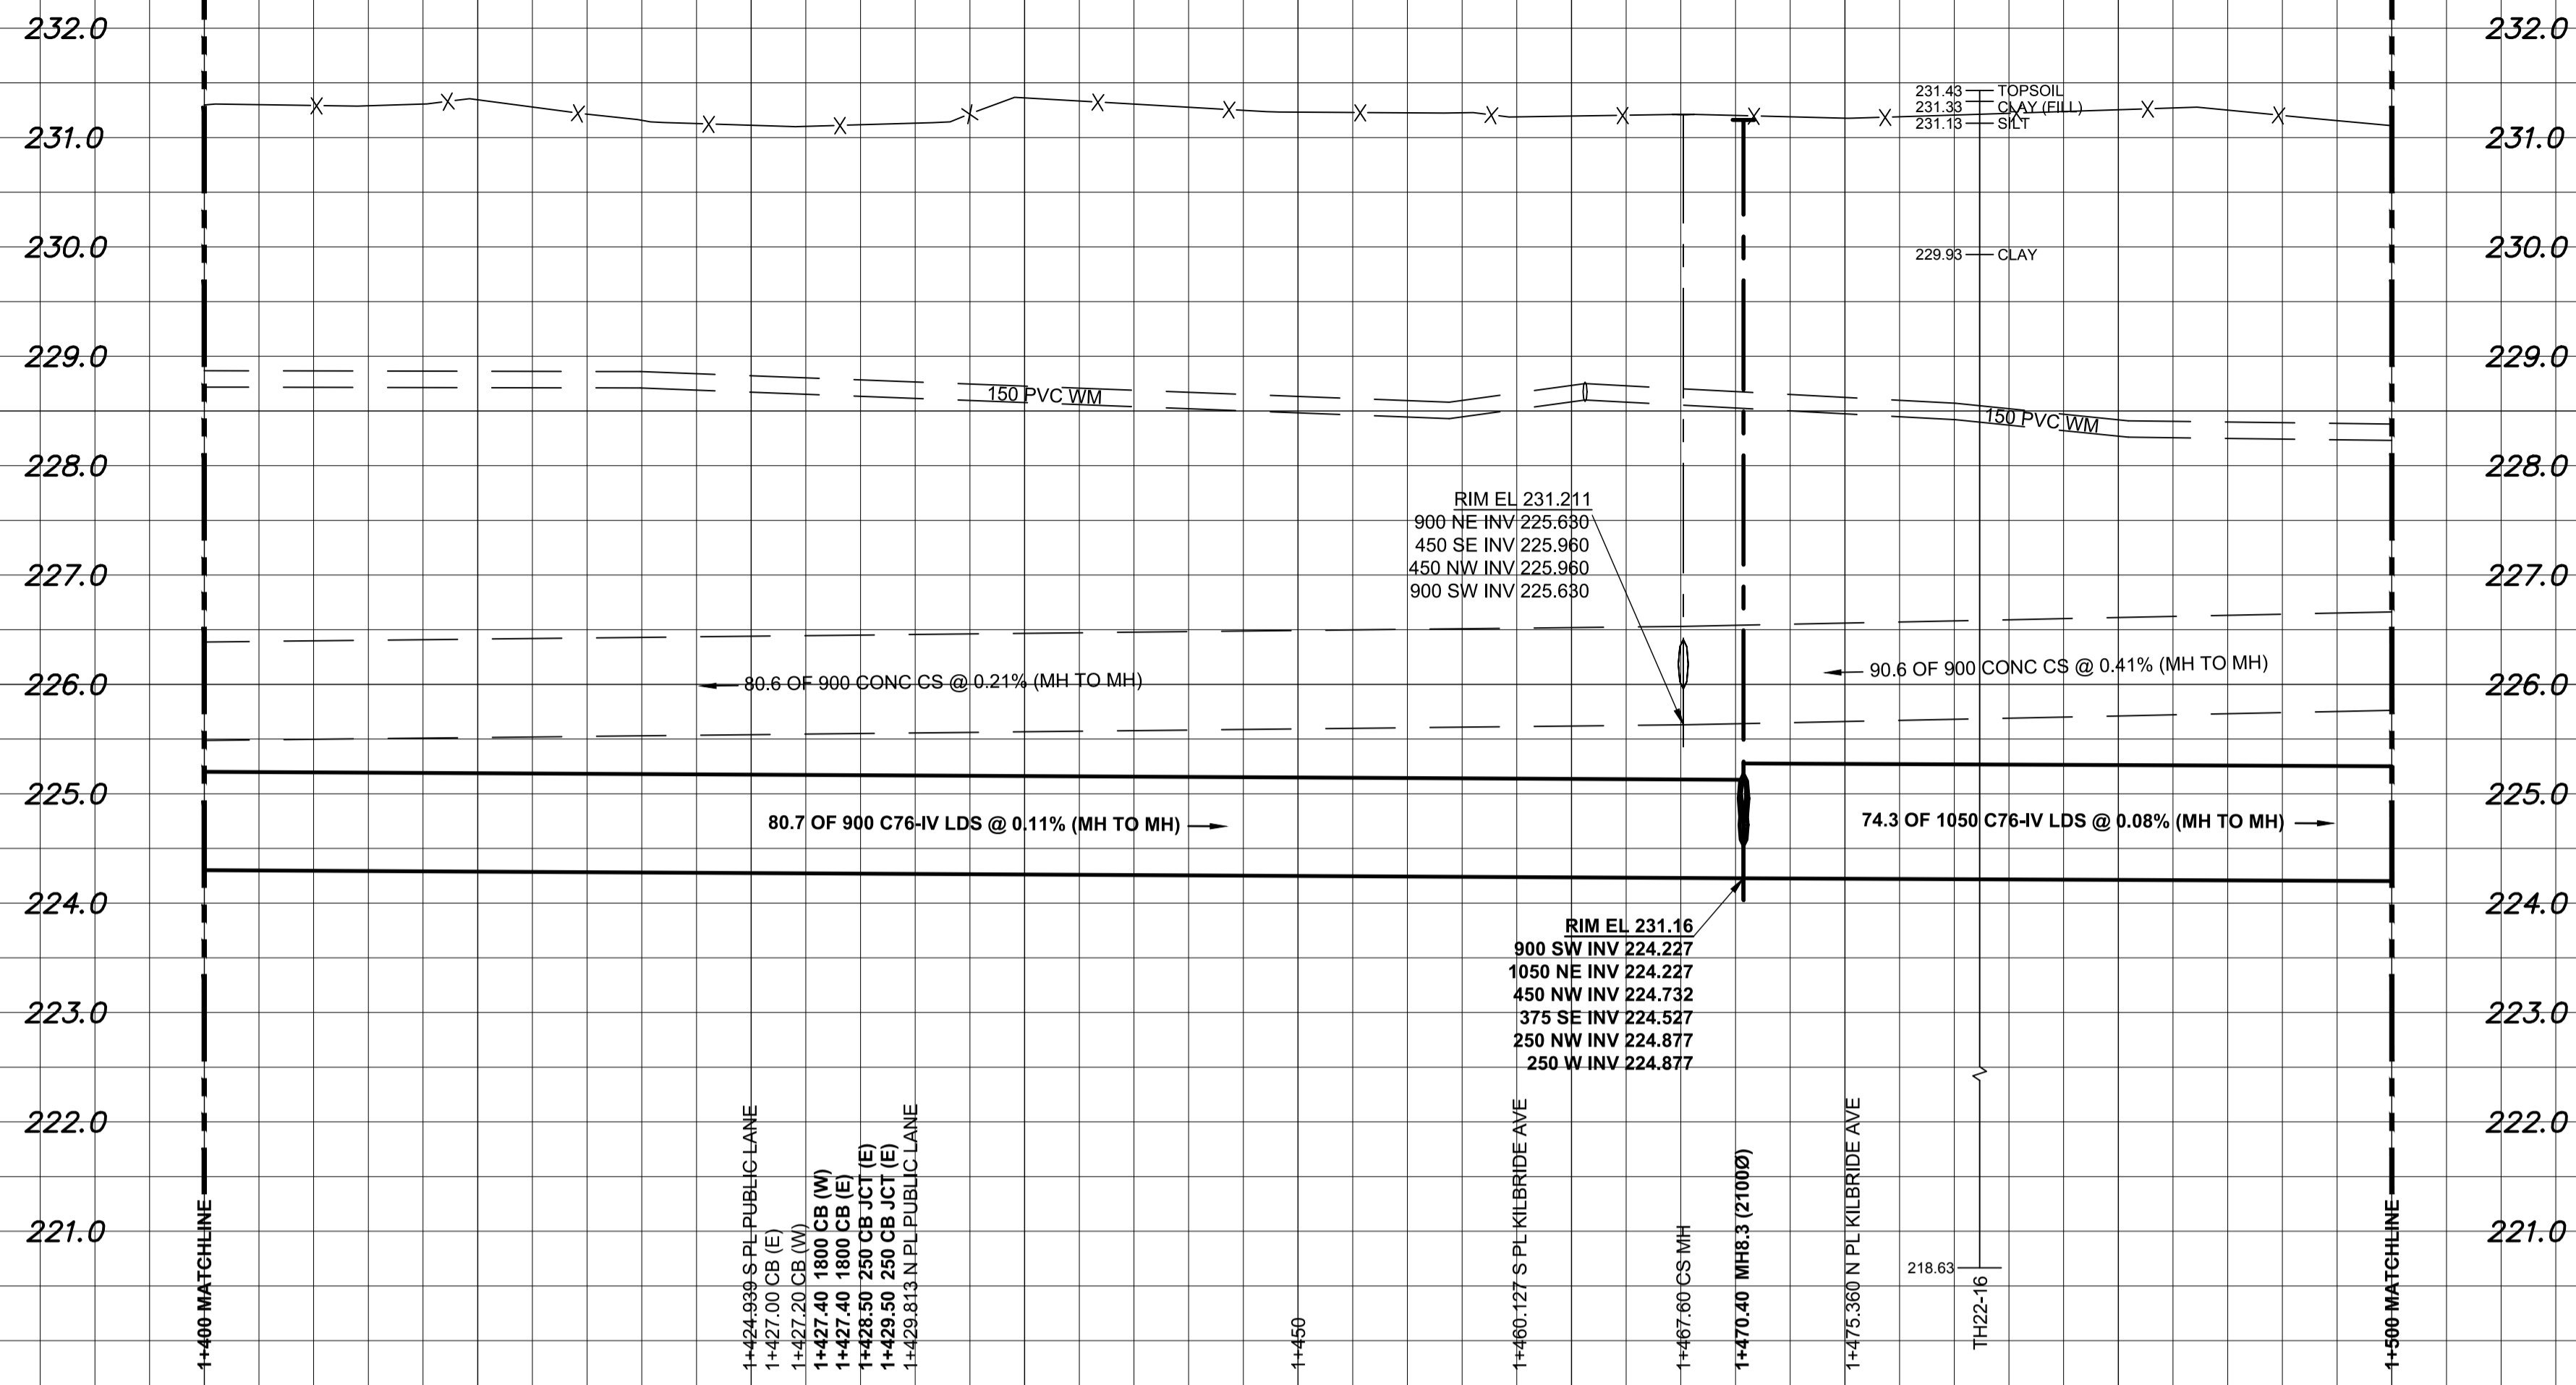 232.0
231.0
230.0
229.0
228.0
227.0
226.0
225.0
224.0
223.0
222.0
221.0
232.0
231.0
230.0
229.0
228.0
227.0
226.0
225.0
224.0
223.0
222.0
221.0
231.43 TOPSOIL
231.33 CLAY (FILL)
231.13 SILT
229.93 CLAY
150 PVC WM
150 PVC WM
RIM EL 231.211
900 NE INV 225.630
450 SE INV 225.960
450 NW INV 225.960
900 SW INV 225.630
80.6 OF 900 CONC CS @ 0.21% (MH TO MH)
90.6 OF 900 CONC CS @ 0.41% (MH TO MH)
80.7 OF 900 C76-IV LDS @ 0.11% (MH TO MH)
74.3 OF 1050 C76-IV LDS @ 0.08% (MH TO MH)
RIM EL 231.16
900 SW INV 224.227
1050 NE INV 224.227
450 NW INV 224.732
375 SE INV 224.527
250 NW INV 224.877
250 W INV 224.877
1+400 MATCHLINE
1+424.939 S PL PUBLIC LANE
1+427.00 CB (E)
1+427.20 CB (W)
1+427.40 1800 CB (W)
1+427.40 1800 CB (E)
1+428.50 250 CB JCT (E)
1+429.50 250 CB JCT (E)
1+429.813 N PL PUBLIC LANE
1+450
1+460.127 S PL KILBRIDE AVE
1+467.60 CS MH
1+470.40 MH8.3 (2100Ø)
1+475.360 N PL KILBRIDE AVE
218.63
TH22-16
1+500 MATCHLINE